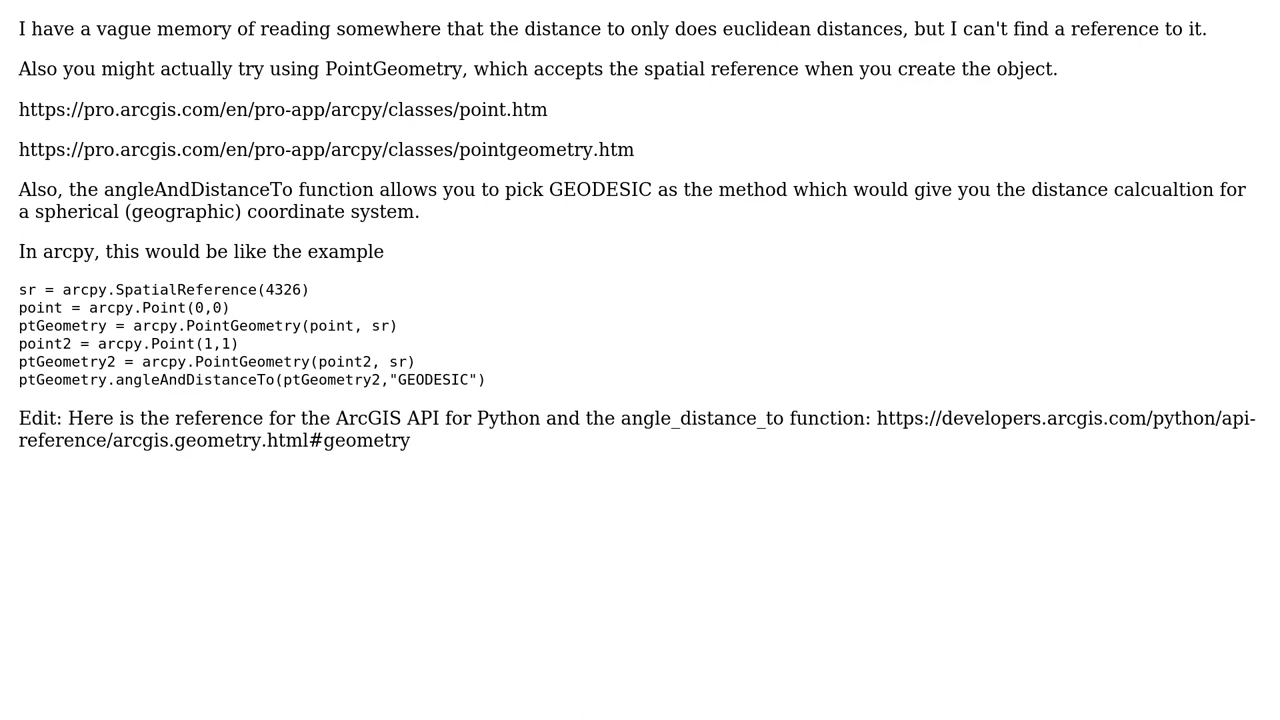 I have a vague memory of reading somewhere that the distance to only does euclidean distances, but I can't find a reference to it.
Also you might actually try using PointGeometry, which accepts the spatial reference when you create the object.
https://pro.arcgis.com/en/pro-app/arcpy/classes/point.htm
https://pro.arcgis.com/en/pro-app/arcpy/classes/pointgeometry.htm
Also, the angleAndDistanceTo function allows you to pick GEODESIC as the method which would give you the distance calcualtion for
a spherical (geographic) coordinate system.
In arcpy, this would be like the example
sr = arcpy.SpatialReference(4326)
point = arcpy.Point(0,0)
ptGeometry = arcpy.PointGeometry(point, sr)
point2 = arcpy.Point(1,1)
ptGeometry2 = arcpy.PointGeometry(point2, sr)
ptGeometry.angleAndDistanceTo(ptGeometry2,"GEODESIC")
Edit: Here is the reference for the ArcGIS API for Python and the angle_distance_to function: https://developers.arcgis.com/python/api-
reference/arcgis.geometry.html#geometry